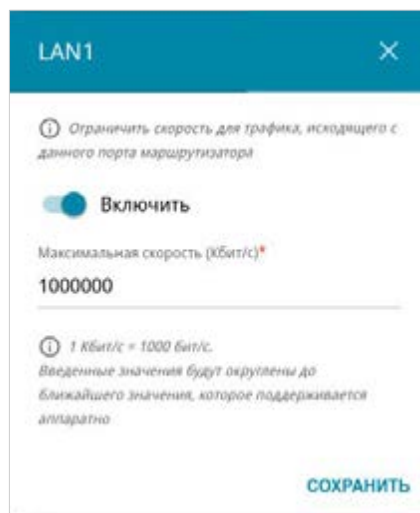 LAN1
Ограничить скорость для трафика, исходящего с
данного порта маршрутизатора
Включить
Максимальная скорость (Кбит/с)*
1000000
1 Кбит/с = 1000 бит/с.
Введенные значения будут округлены до
ближайшего значения, которое поддерживается
аппаратно
СОХРАНИТЬ